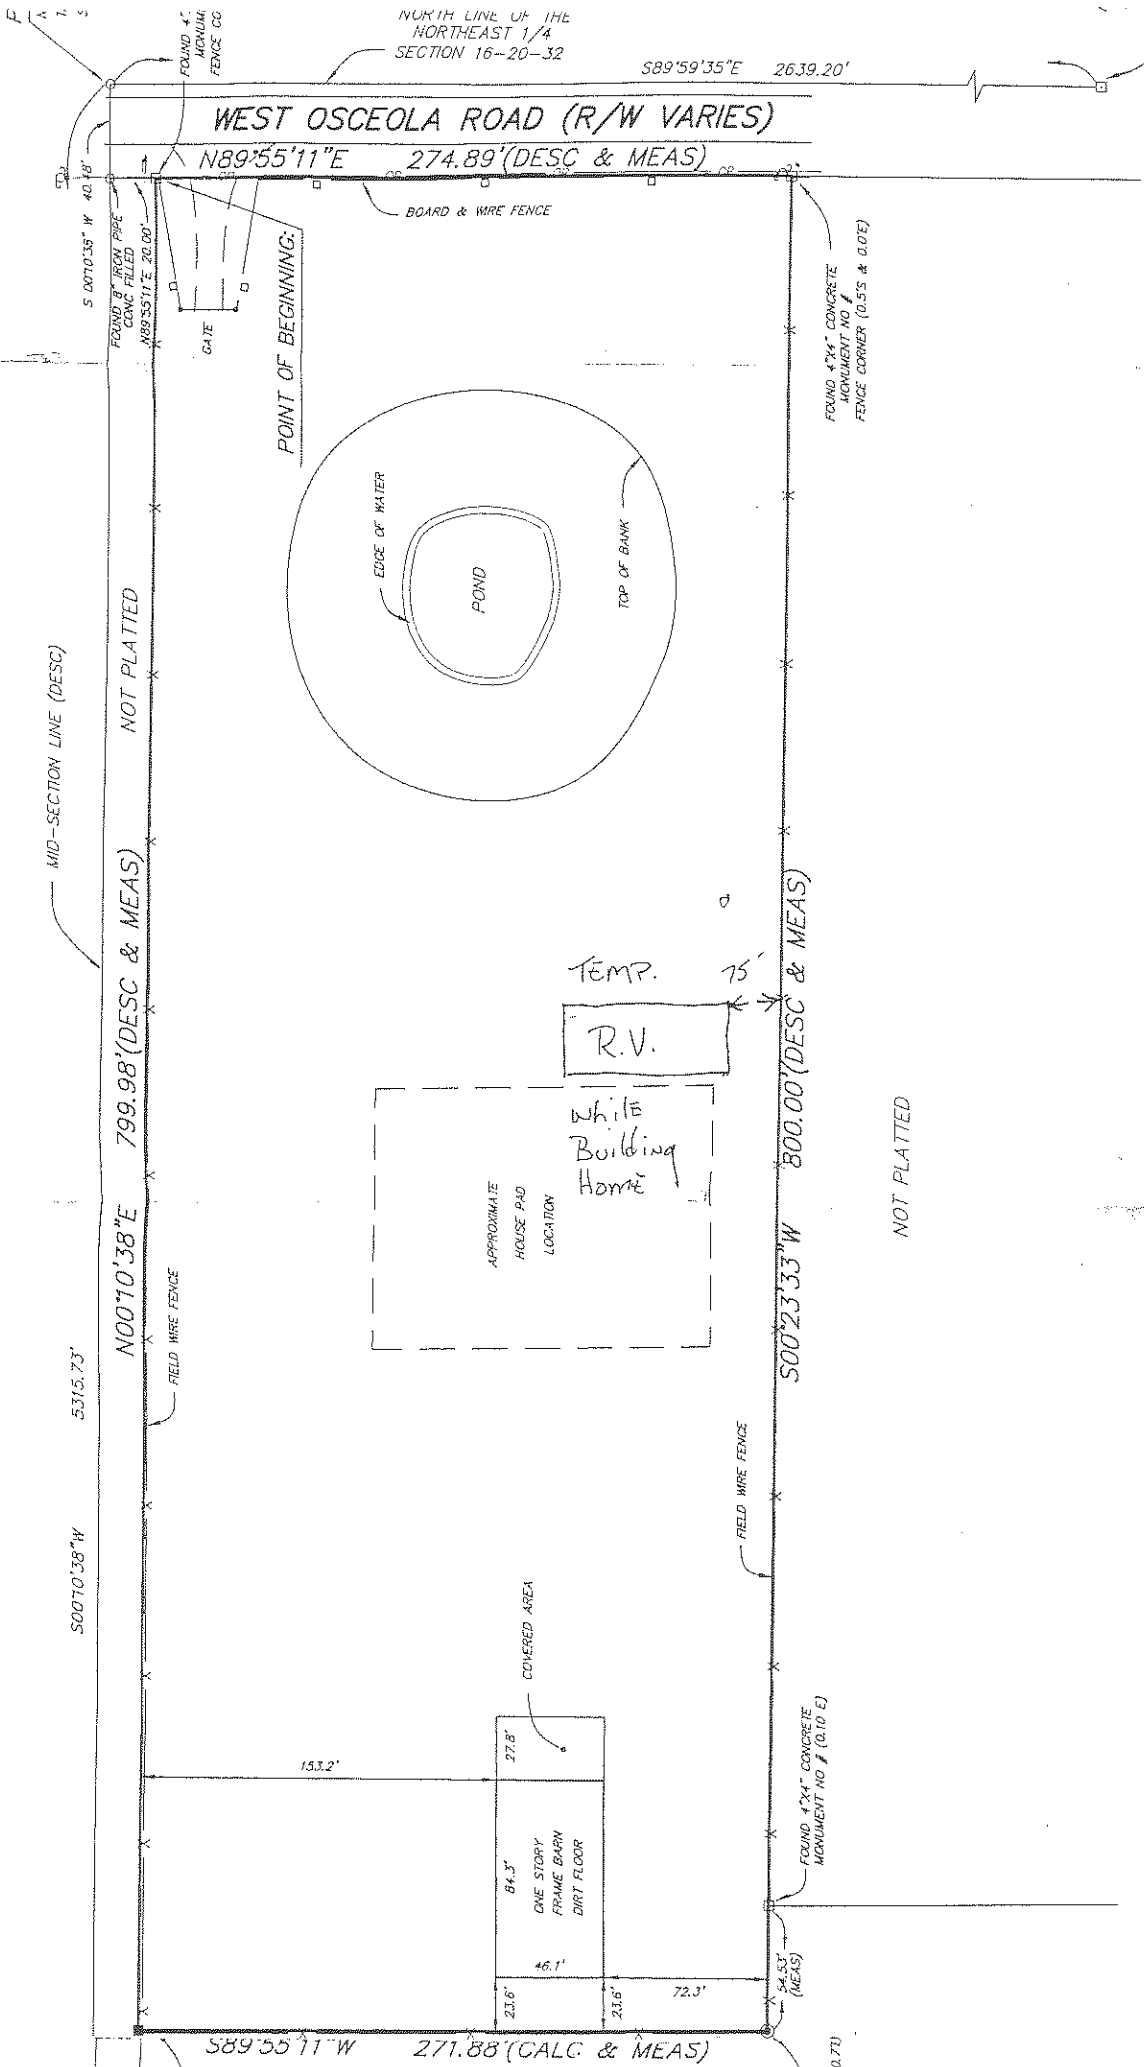 NORTH LINE OF THE
NORTHEAST 1/4
SECTION 16-20-32
S89°59'35"E 2639.20'
FOUND 4"
FENCE CO
WEST OSCEOLA ROAD (R/W VARIES)
N89°55'11"E 274.89'(DESC & MEAS)
BOARD & WIRE FENCE
S 00°10'38" W 40.18'
FOUND 8" IRON PIPE
CONC FILLED
N89°55'11"E 20.00'
GATE
POINT OF BEGINNING:
FOUND 4"X4" CONCRETE
MONUMENT NO #
FENCE CORNER (0.5'S & 0.0'E)
EDGE OF WATER
POND
TOP OF BANK
MID-SECTION LINE (DESC)
NOT PLATTED
N00°10'38"E 799.98'(DESC & MEAS)
TEMP. 75'
R.V.
While
Building
Home
APPROXIMATE
HOUSE PAD
LOCATION
S00°23'33"W 800.00'(DESC & MEAS)
NOT PLATTED
FIELD WIRE FENCE
S00°10'38"W 5315.73'
FIELD WIRE FENCE
COVERED AREA
153.2'
27.8'
84.3'
ONE STORY
FRAME BARN
DIRT FLOOR
46.1'
23.6'
23.6'
72.3'
FOUND 4"X4" CONCRETE
MONUMENT NO # (0.10' E)
54.53'
(MEAS)
S89°55'11"W 271.88'(CALC & MEAS)